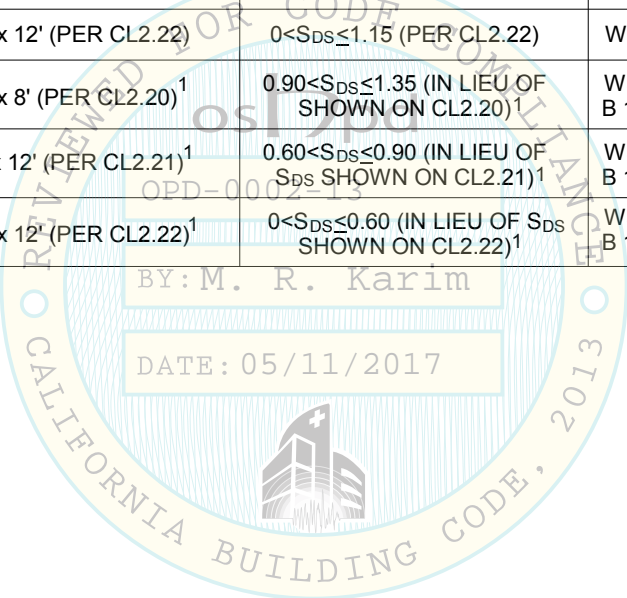 x 12' (PER CL2.22) 0<SDS≤1.15 (PER CL2.22) W
x 8' (PER CL2.20)1 0.90<SDS≤1.35 (IN LIEU OF W
SHOWN ON CL2.20)1 B 1
x 12' (PER CL2.21)1 0.60<SDS≤0.90 (IN LIEU OF W
SDS SHOWN ON CL2.21)1 B 1
x 12' (PER CL2.22)1 0<SDS≤0.60 (IN LIEU OF SDS W
SHOWN ON CL2.22)1 B 1
REVIEWED FOR CODE COMPLIANCE
oshpd
OPD-0002-13
BY: M. R. Karim
DATE: 05/11/2017
CALIFORNIA BUILDING CODE, 2013